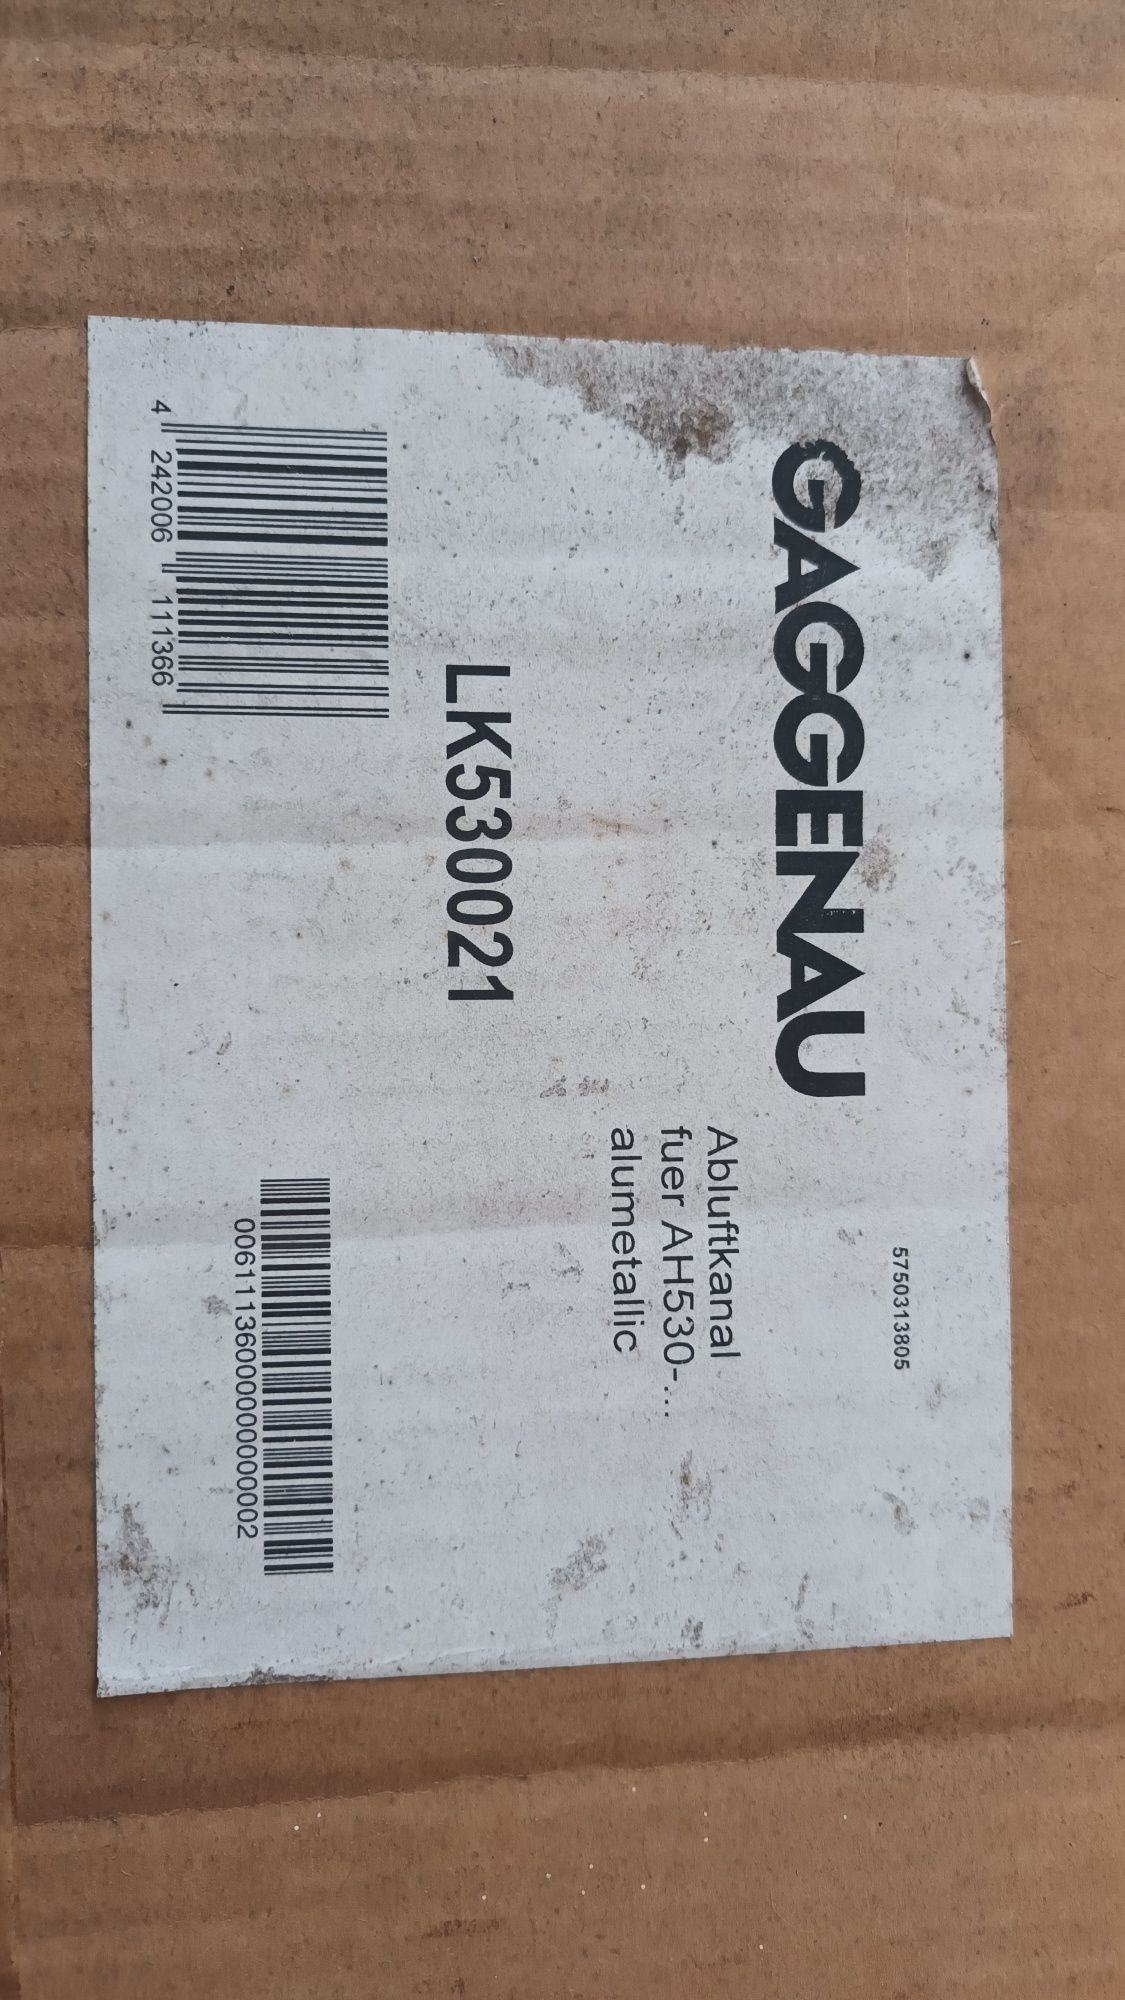 5750313805
GAGGENAU
Abluftkanal
fuer AH530-...
alumetallic
LK530021
4 242006 111366
00611136000000000002